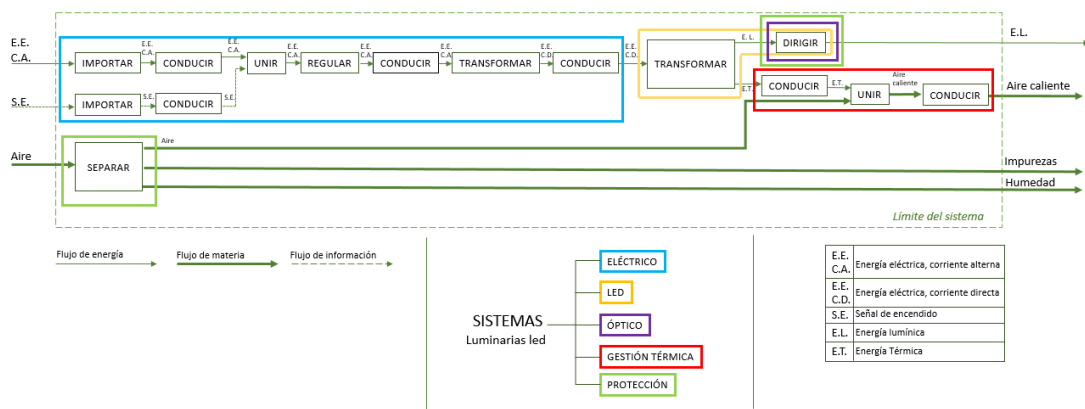 E.E.
C.A.
IMPORTAR
E.E.
C.A.
CONDUCIR
E.E.
C.A.
UNIR
E.E.
C.A.
REGULAR
E.E.
C.A.
CONDUCIR
E.E.
C.A.
TRANSFORMAR
E.E.
C.D.
CONDUCIR
E.E.
C.D.
TRANSFORMAR
E. L.
DIRIGIR
E.L.
S.E.
IMPORTAR
S.E.
CONDUCIR
S.E.
E.T.
CONDUCIR
E.T.
UNIR
Aire
caliente
CONDUCIR
Aire caliente
Aire
SEPARAR
Aire
Impurezas
Humedad
Límite del sistema
Flujo de energía
Flujo de materia
Flujo de información
SISTEMAS
Luminarias led
ELÉCTRICO
LED
ÓPTICO
GESTIÓN TÉRMICA
PROTECCIÓN
E.E.
C.A.
Energía eléctrica, corriente alterna
E.E.
C.D.
Energía eléctrica, corriente directa
S.E. Señal de encendido
E.L. Energía lumínica
E.T. Energía Térmica